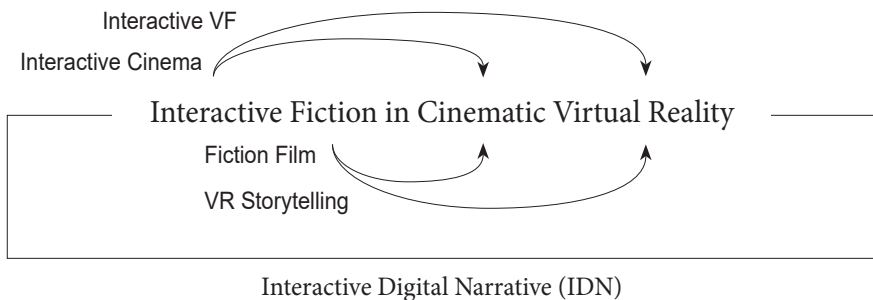 Interactive VF
Interactive Cinema
Interactive Fiction in Cinematic Virtual Reality
Fiction Film
VR Storytelling
Interactive Digital Narrative (IDN)